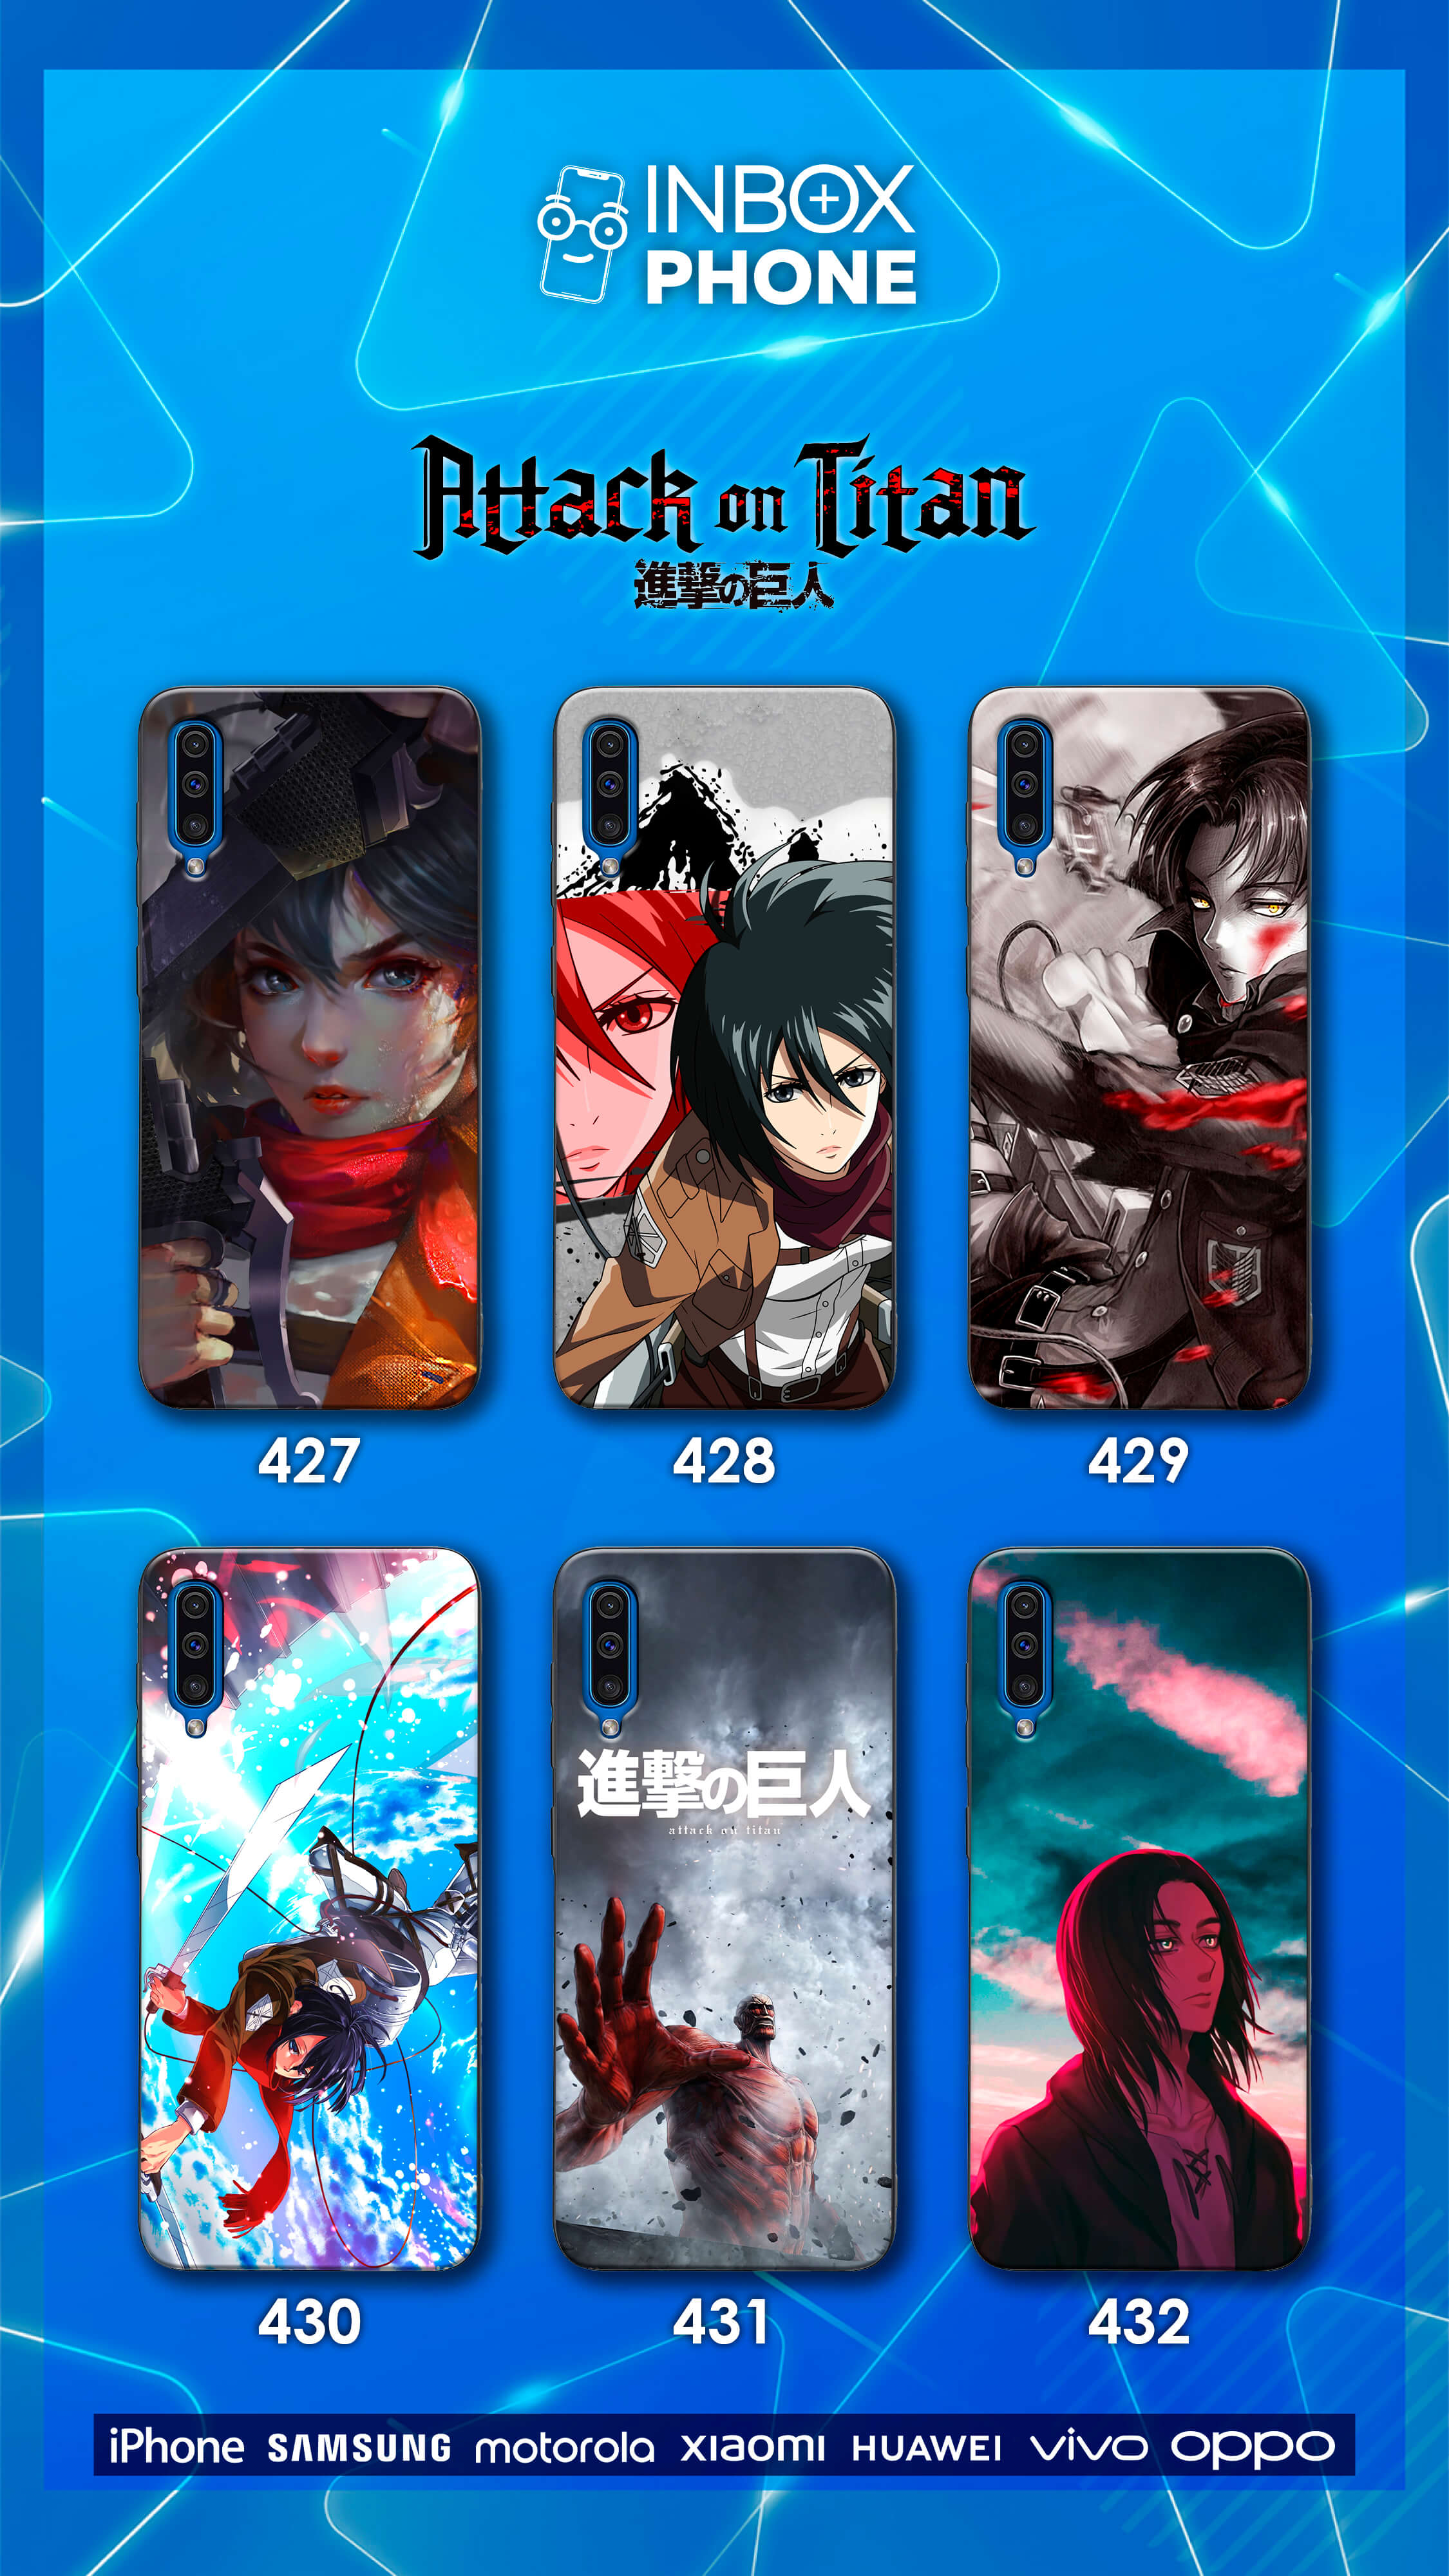 INBOX
PHONE
Attack on Titan
進撃の巨人
427
428
429
進撃の巨人
attack on titan
430
431
432
iPhone SAMSUNG motorola xiaomi HUAWEI vivo oppo